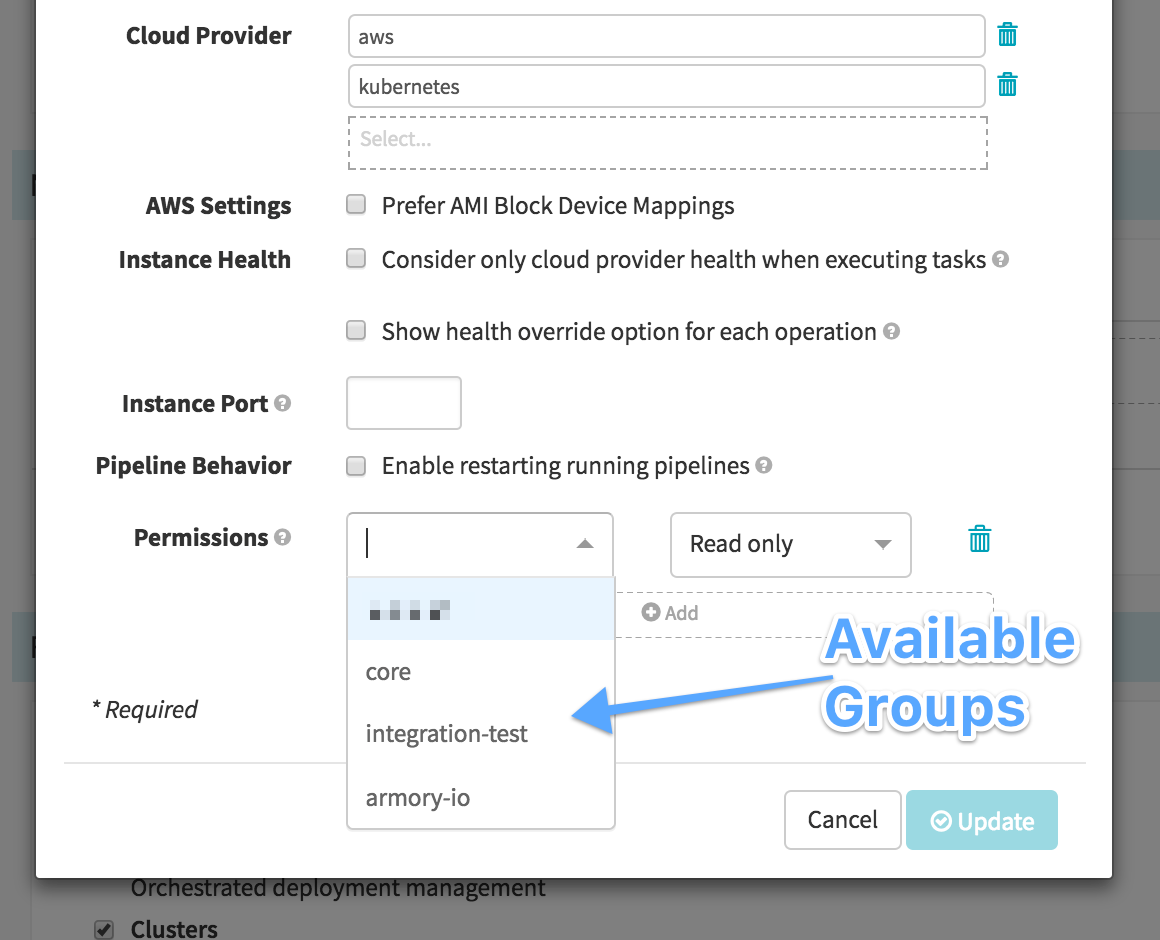 Cloud Provider
aws
kubernetes
Select...
AWS Settings
Prefer AMI Block Device Mappings
Instance Health
Consider only cloud provider health when executing tasks
Show health override option for each operation
Instance Port
Pipeline Behavior
Enable restarting running pipelines
Permissions
Read only
Add
core
integration-test
armory-io
Available
Groups
* Required
Cancel
Update
Orchestrated deployment management
Clusters